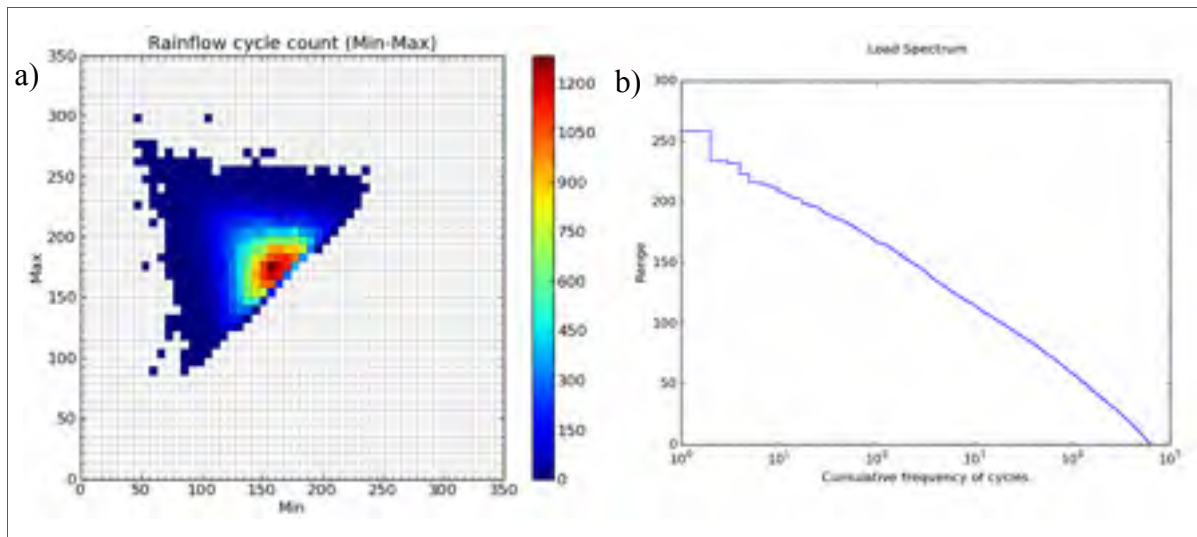 Rainflow cycle count (Min-Max)
a)
350
300
250
200
150
100
50
0
Max
0 50 100 150 200 250 300 350
Min
1200
1050
900
750
600
450
300
150
0
b)
Load Spectrum
300
250
200
150
100
50
0
Range
10⁰ 10¹
Cumulative frequency of cycles